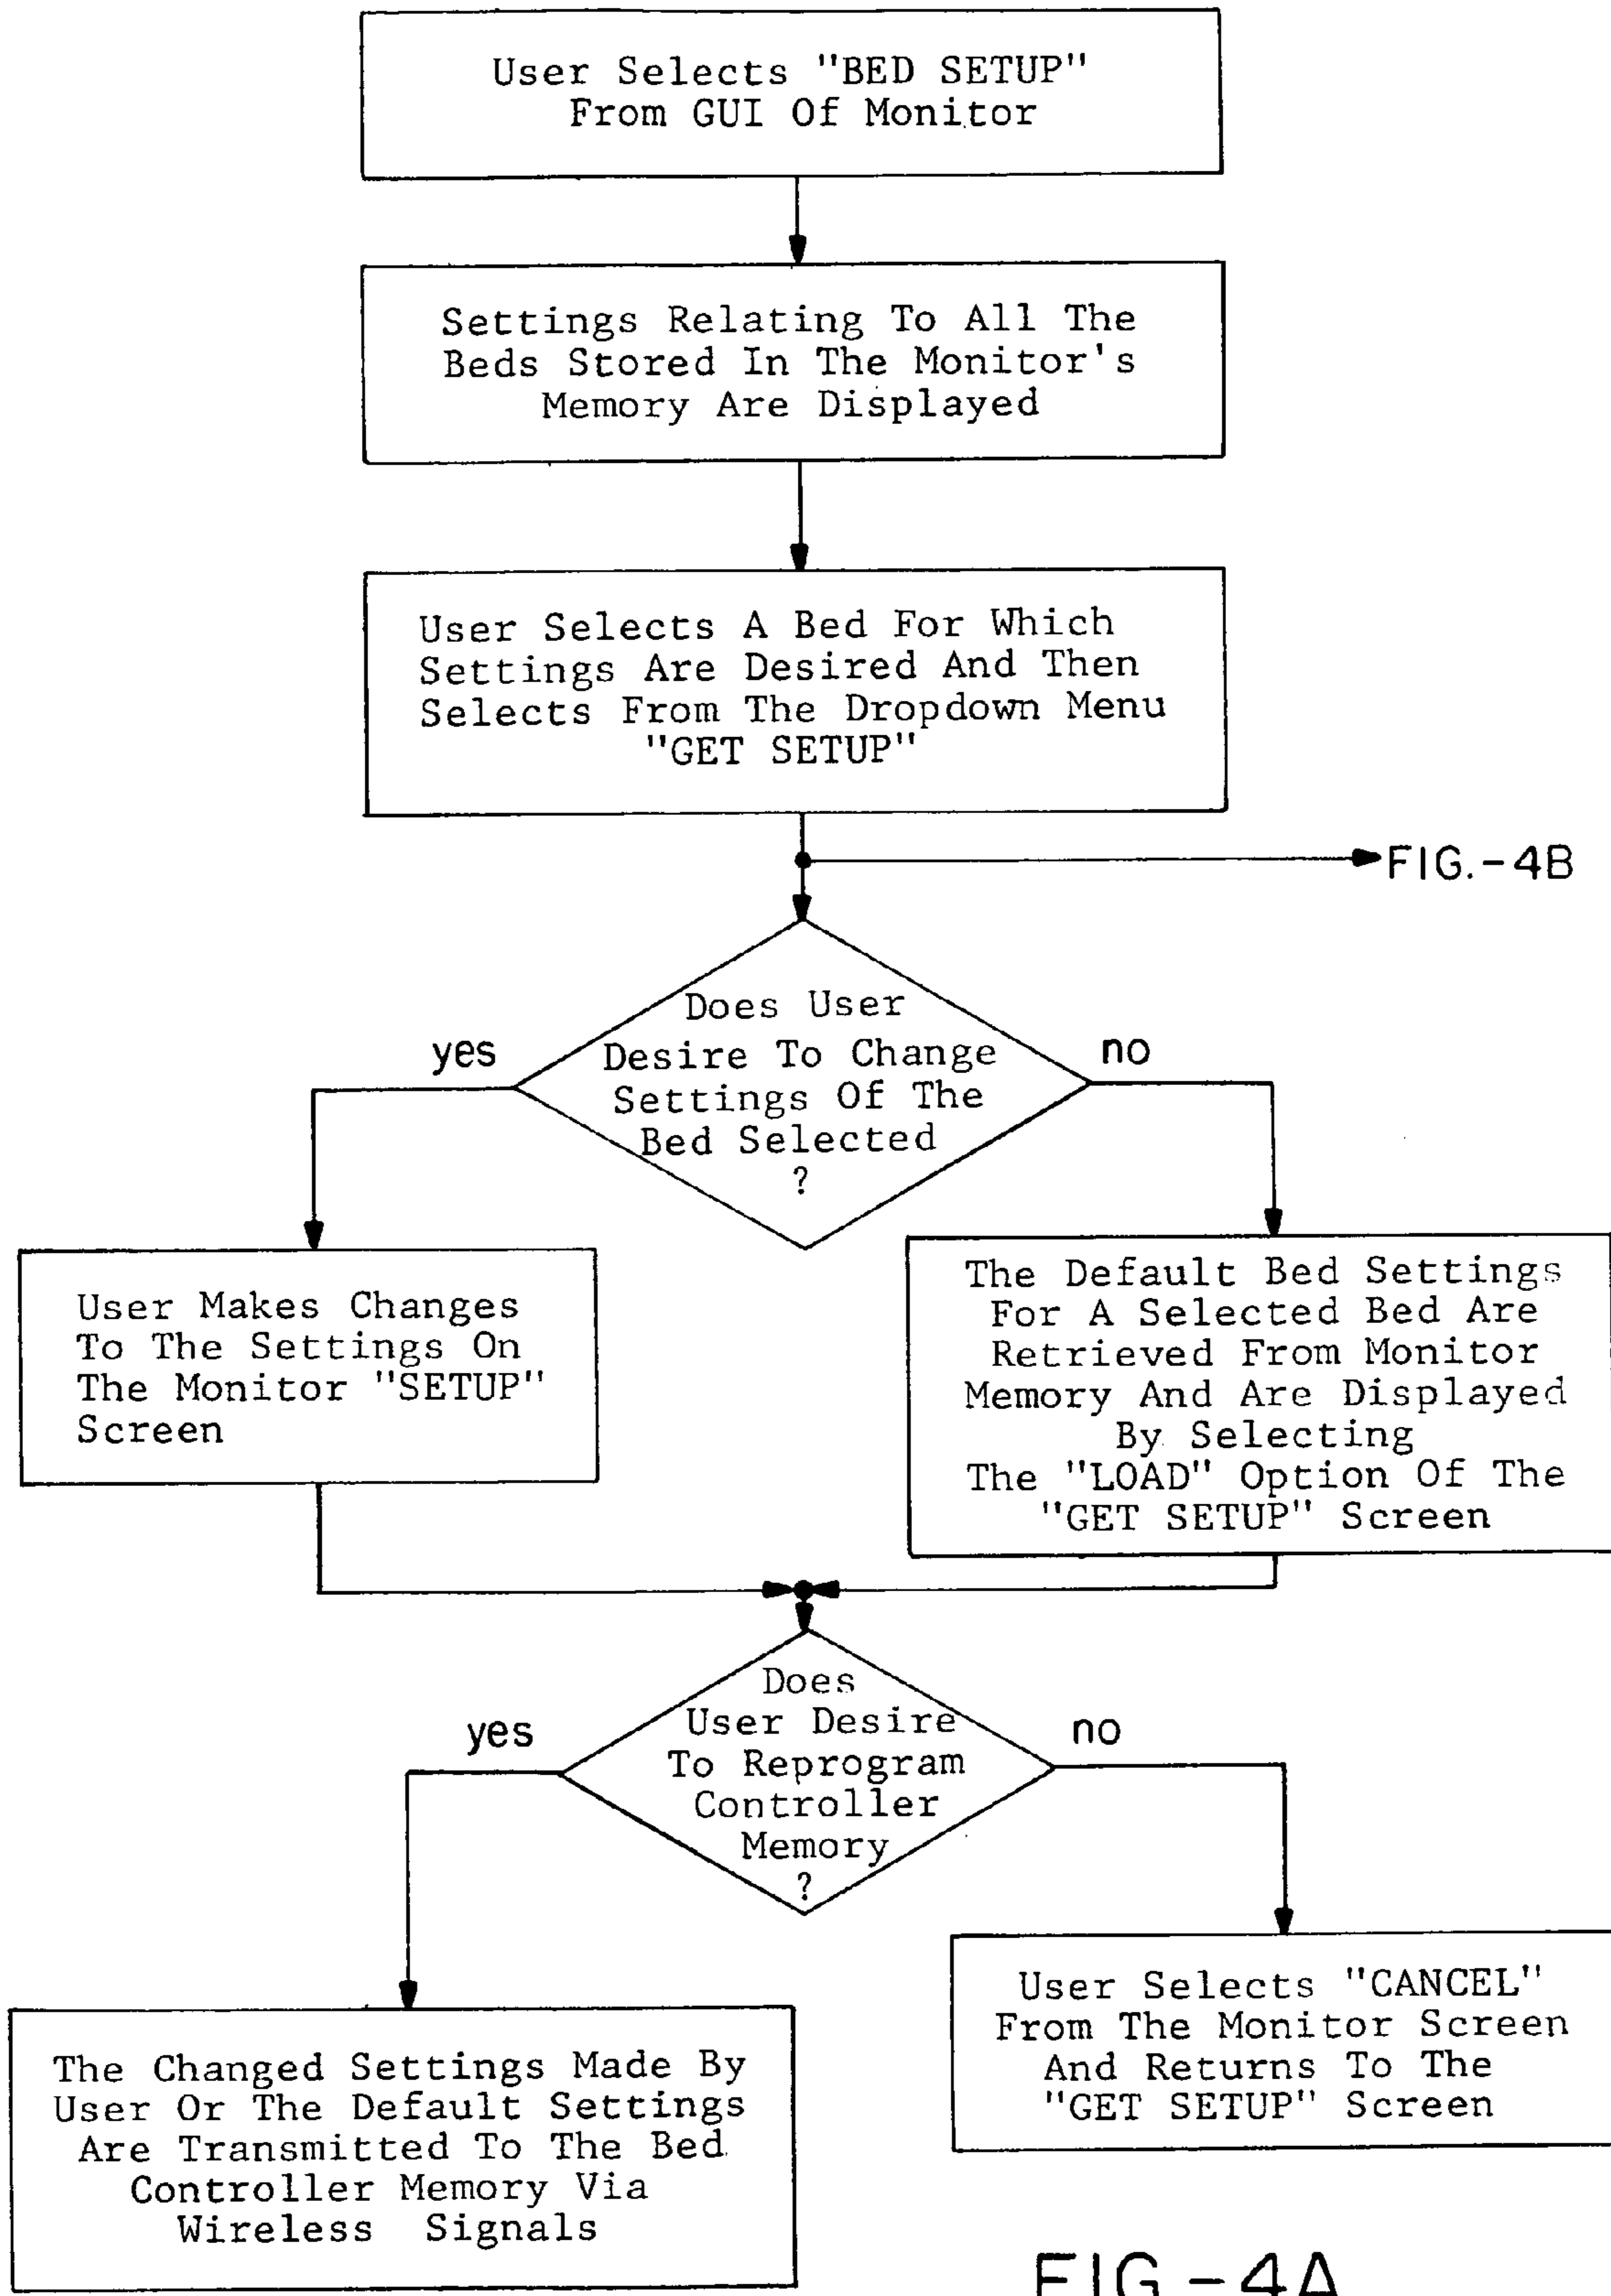 User Selects "BED SETUP"
From GUI Of Monitor
Settings Relating To All The
Beds Stored In The Monitor's
Memory Are Displayed
User Selects A Bed For Which
Settings Are Desired And Then
Selects From The Dropdown Menu
"GET SETUP"
FIG.-4B
Does User
Desire To Change
Settings Of The
Bed Selected
?
yes
no
User Makes Changes
To The Settings On
The Monitor "SETUP"
Screen
The Default Bed Settings
For A Selected Bed Are
Retrieved From Monitor
Memory And Are Displayed
By Selecting
The "LOAD" Option Of The
"GET SETUP" Screen
Does
User Desire
To Reprogram
Controller
Memory
?
yes
no
The Changed Settings Made By
User Or The Default Settings
Are Transmitted To The Bed
Controller Memory Via
Wireless Signals
User Selects "CANCEL"
From The Monitor Screen
And Returns To The
"GET SETUP" Screen
FIG.-4A